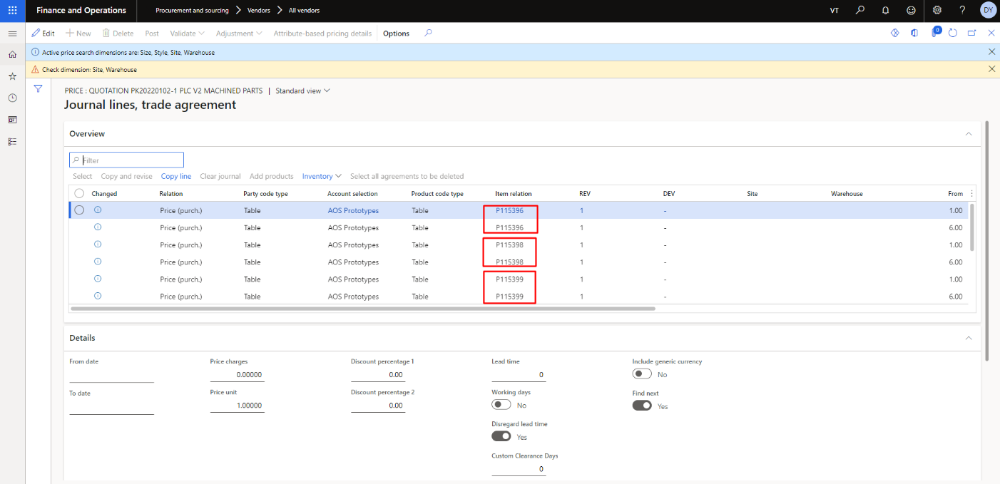 Finance and Operations Procurement and sourcing Vendors All vendors VT ? DY
Edit New Delete Post Validate Adjustment Attribute-based pricing details Options 0
Active price search dimensions are: Size, Style, Site, Warehouse
Check dimension: Site, Warehouse
PRICE : QUOTATION PK20220102-1 PLC V2 MACHINED PARTS | Standard view
Journal lines, trade agreement
Overview
Filter
Select Copy and revise Copy line Clear journal Add products Inventory Select all agreements to be deleted
Changed Relation Party code type Account selection Product code type Item relation REV DEV Site Warehouse From
Price (purch.) Table AOS Prototypes Table P115396 1 - 1.00
Price (purch.) Table AOS Prototypes Table P115396 1 - 6.00
Price (purch.) Table AOS Prototypes Table P115398 1 - 1.00
Price (purch.) Table AOS Prototypes Table P115398 1 - 6.00
Price (purch.) Table AOS Prototypes Table P115399 1 - 1.00
Price (purch.) Table AOS Prototypes Table P115399 1 - 6.00
Details
From date Price charges Discount percentage 1 Lead time Include generic currency
0.00000 0.00 0 No
To date Price unit Discount percentage 2 Working days Find next
1.00000 0.00 No Yes
Disregard lead time
Yes
Custom Clearance Days
0